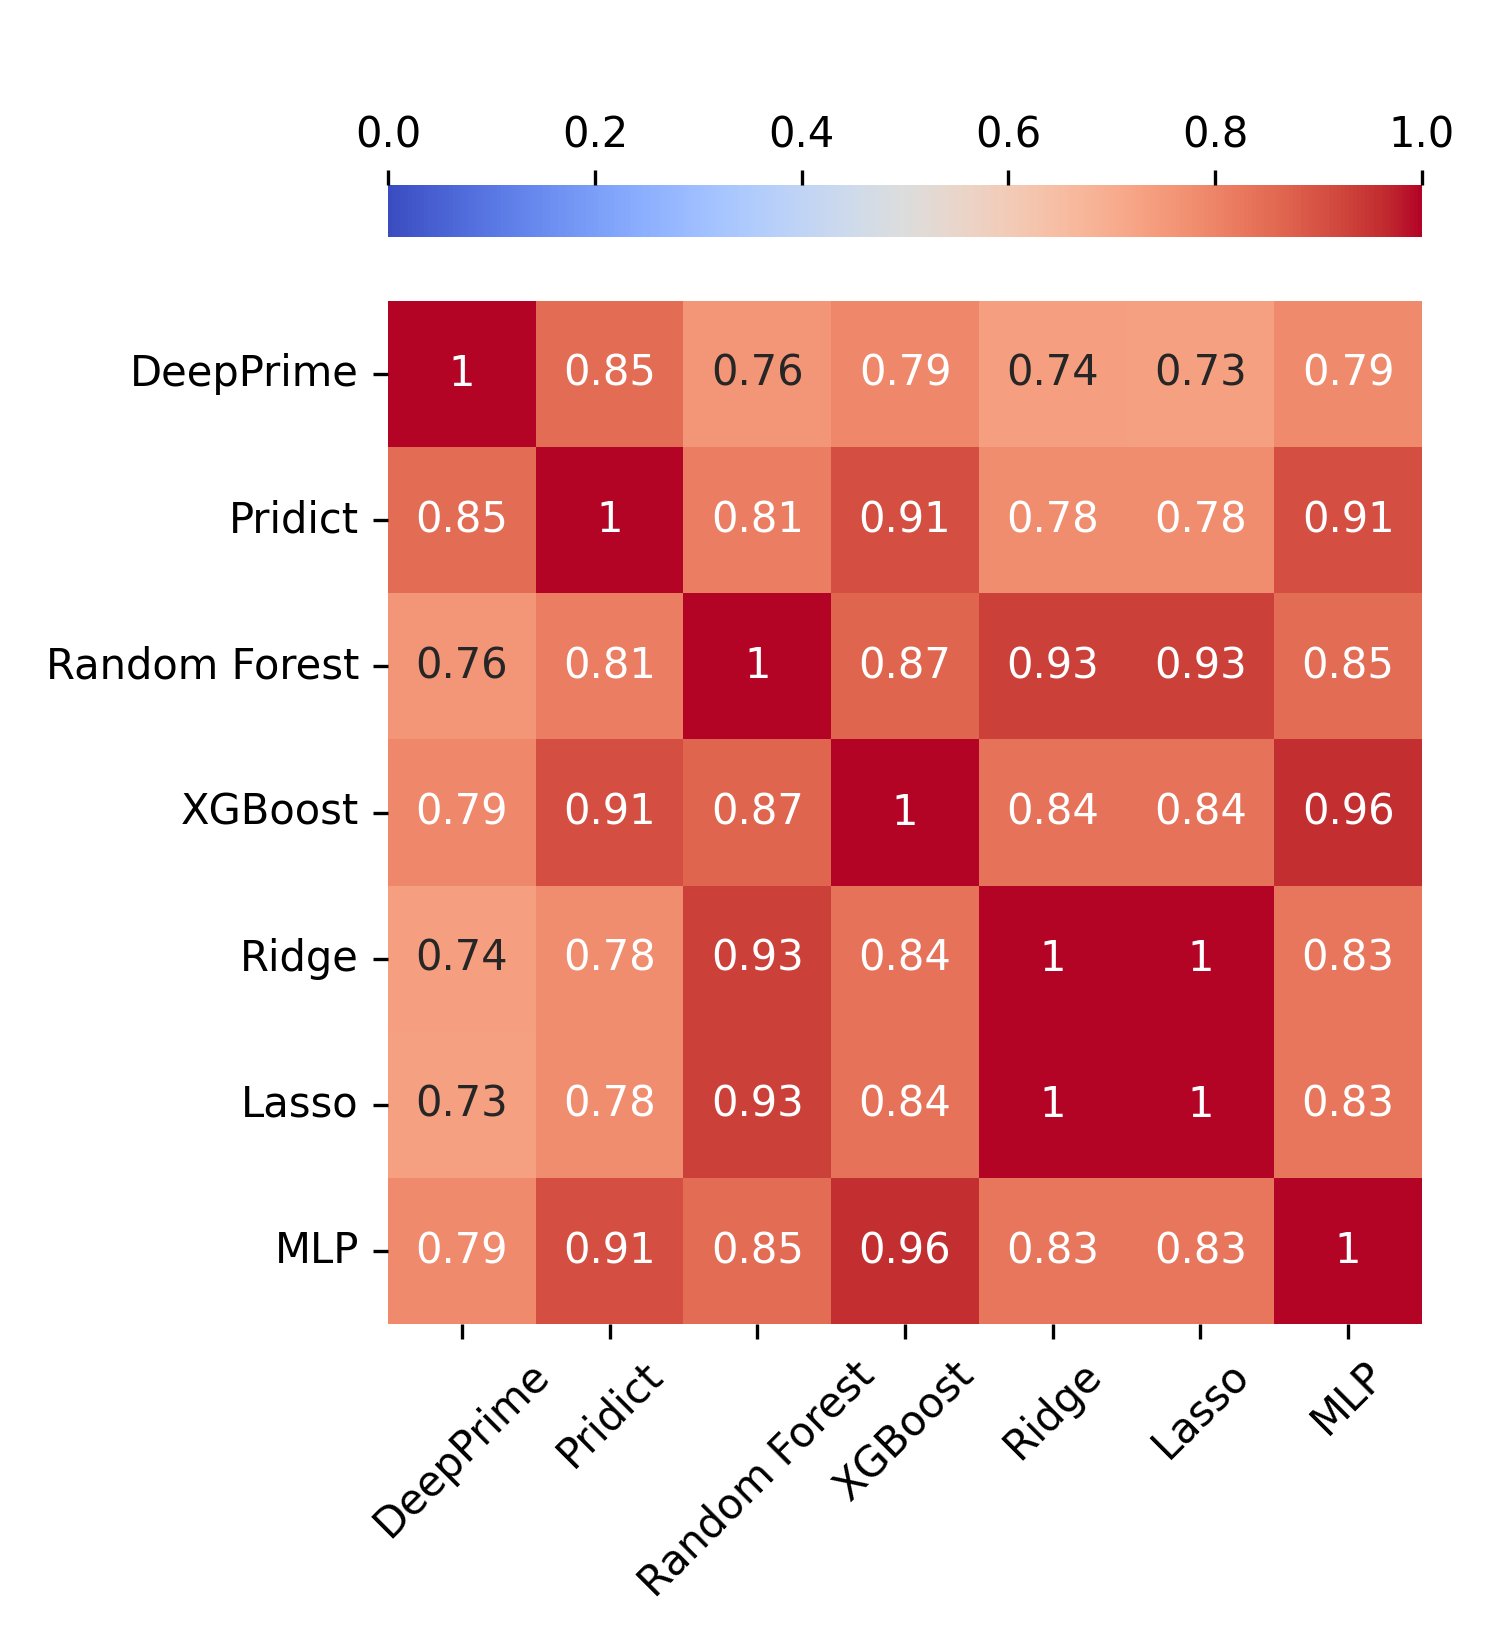 0.0 0.2 0.4 0.6 0.8 1.0
DeepPrime 1 0.85 0.76 0.79 0.74 0.73 0.79
Pridict 0.85 1 0.81 0.91 0.78 0.78 0.91
Random Forest 0.76 0.81 1 0.87 0.93 0.93 0.85
XGBoost 0.79 0.91 0.87 1 0.84 0.84 0.96
Ridge 0.74 0.78 0.93 0.84 1 1 0.83
Lasso 0.73 0.78 0.93 0.84 1 1 0.83
MLP 0.79 0.91 0.85 0.96 0.83 0.83 1
DeepPrime Pridict Random Forest XGBoost Ridge Lasso MLP